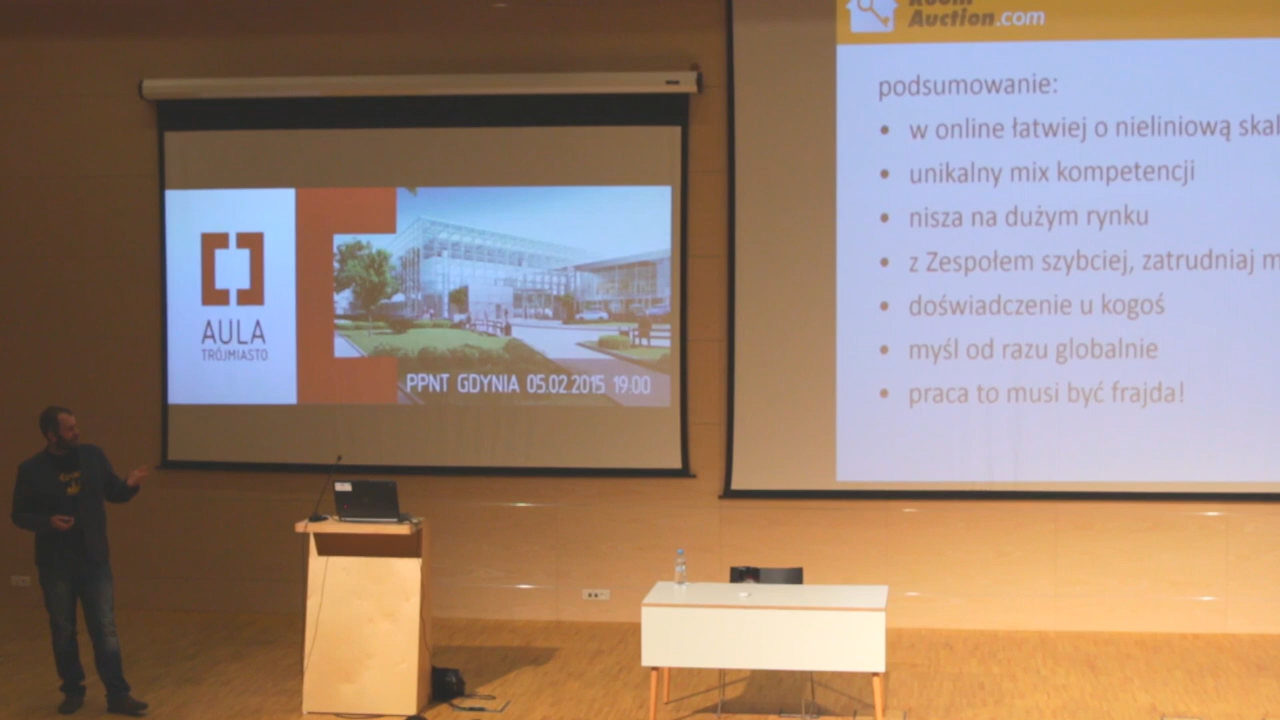 AULA
TRÓJMIASTO
PPNT GDYNIA 05.02.2015 19.00
Room
Auction.com
podsumowanie:
• w online łatwiej o nieliniową
• unikalny mix kompetencji
• nisza na dużym rynku
• z Zespołem szybciej, zatrudniaj
• doświadczenie u kogoś
• myśl od razu globalnie
• praca to musi być frajda!